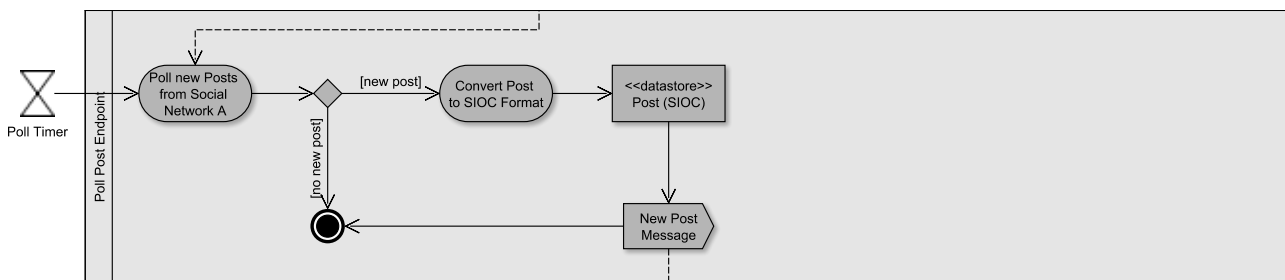 Poll Timer
Poll Post Endpoint
Poll new Posts
from Social
Network A
[new post]
[no new post]
Convert Post
to SIOC Format
<<datastore>>
Post (SIOC)
New Post
Message